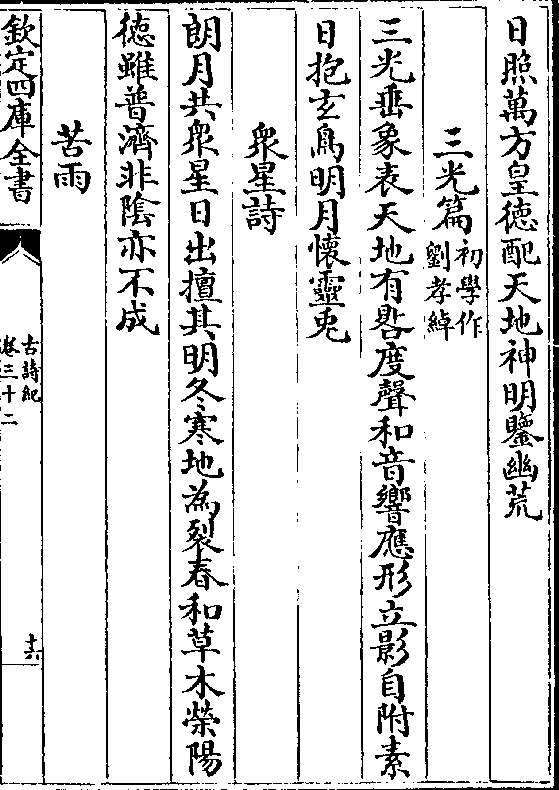 日照萬方皇德配天地神明鑒幽荒
三光篇初學作劉孝綽
三光垂象表天地有晷度聲和音響應形立影自附素
日抱玄烏明月懷靈兎
衆星詩
朗月共衆星日出擅其明冬寒地為裂春和草木榮陽
德雖普濟非陰亦不成
苦雨
欽定四庫全書
古詩紀
卷三十二
十六